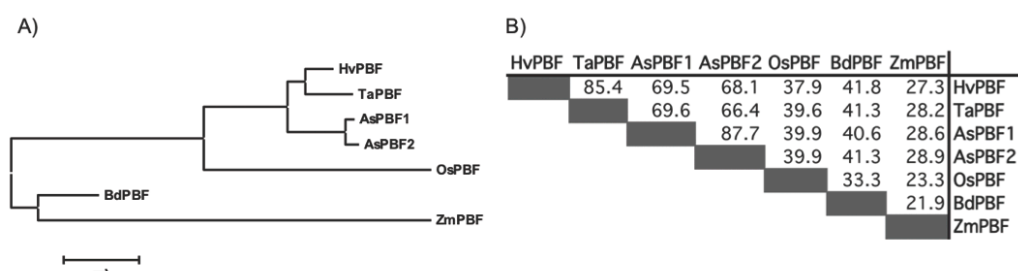 A)
HvPBF
TaPBF
AsPBF1
AsPBF2
OsPBF
BdPBF
ZmPBF
B)
HvPBF TaPBF AsPBF1 AsPBF2 OsPBF BdPBF ZmPBF
85.4 69.5 68.1 37.9 41.8 27.3 HvPBF
69.6 66.4 39.6 41.3 28.2 TaPBF
87.7 39.9 40.6 28.6 AsPBF1
39.9 41.3 28.9 AsPBF2
33.3 23.3 OsPBF
21.9 BdPBF
ZmPBF